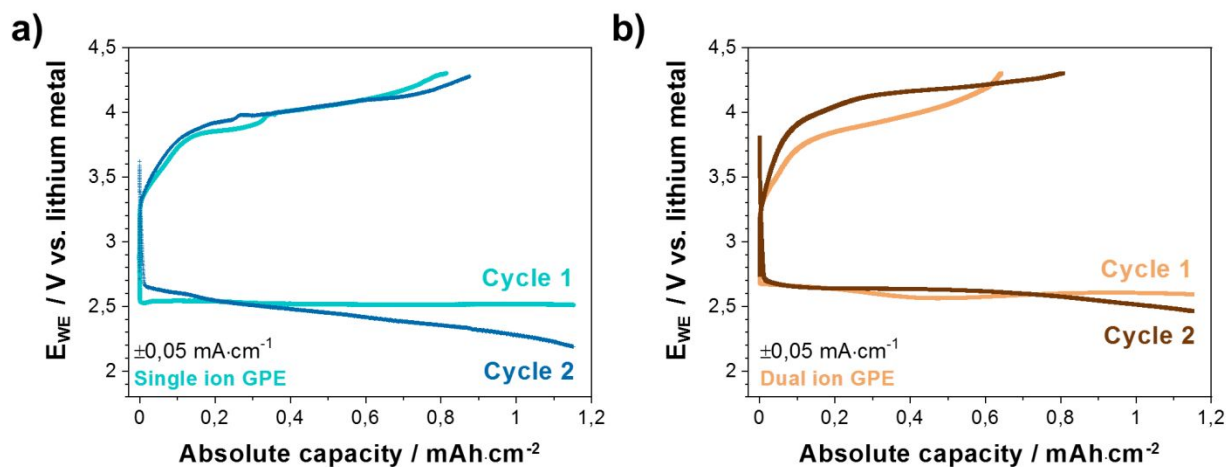 a)
4,5
4
3,5
3
2,5
2
E_WE / V vs. lithium metal
Cycle 1
Cycle 2
±0,05 mA·cm⁻¹
Single ion GPE
0 0,2 0,4 0,6 0,8 1 1,2
Absolute capacity / mAh·cm⁻²
b)
4,5
4
3,5
3
2,5
2
E_WE / V vs. lithium metal
Cycle 1
Cycle 2
±0,05 mA·cm⁻¹
Dual ion GPE
0 0,2 0,4 0,6 0,8 1 1,2
Absolute capacity / mAh·cm⁻²